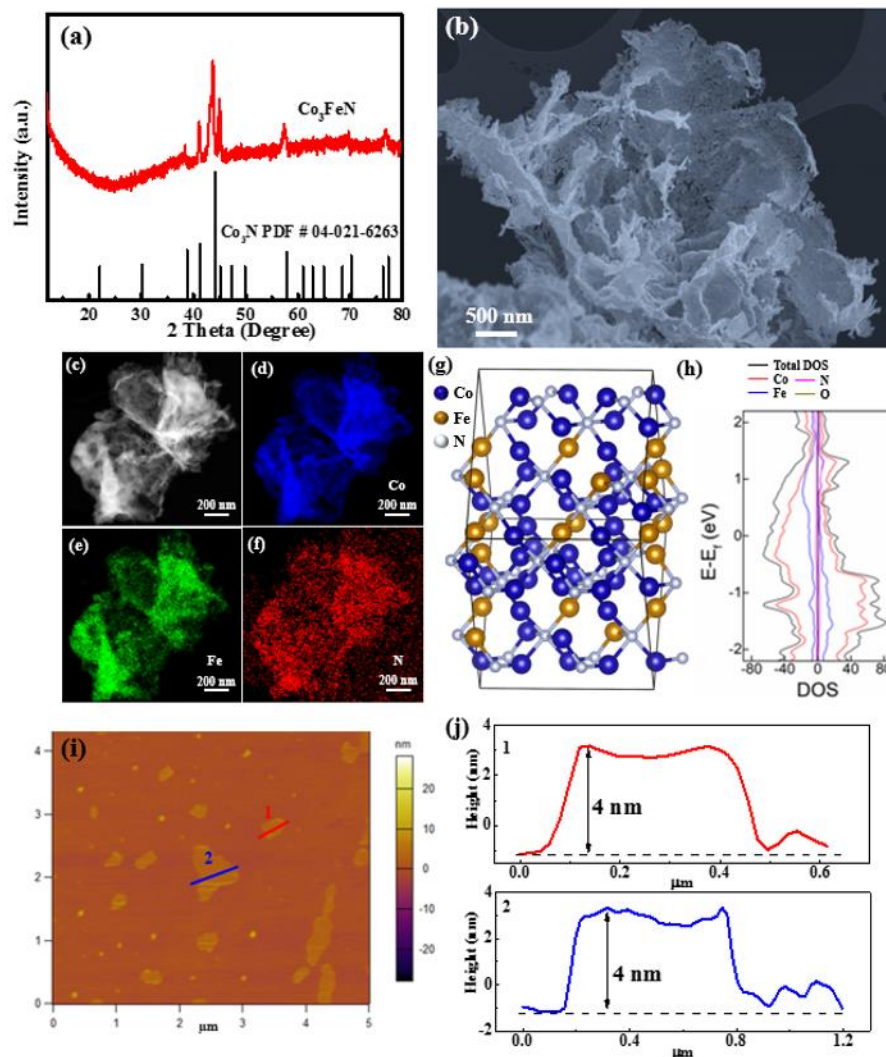 (a)
Intensity (a.u.)
Co₃FeN
Co₃N PDF # 04-021-6263
20 30 40 50 60 70 80
2 Theta (Degree)
(b)
500 nm
(c)
200 nm
(d)
Co
200 nm
(e)
Fe
200 nm
(f)
N
200 nm
(g)
Co
Fe
N
(h)
Total DOS
Co N
Fe O
E-E_f (eV)
2
1
0
-1
-2
-80 -40 0 40 80
DOS
(i)
4
3
2
1
0
0 1 2 3 4 5
μm
1
2
nm
20
10
0
-10
-20
(j)
1
Height (nm)
4
2
0
4 nm
0.0 0.2 0.4 0.6
μm
2
Height (nm)
4
2
0
-2
4 nm
0.0 0.4 0.8 1.2
μm